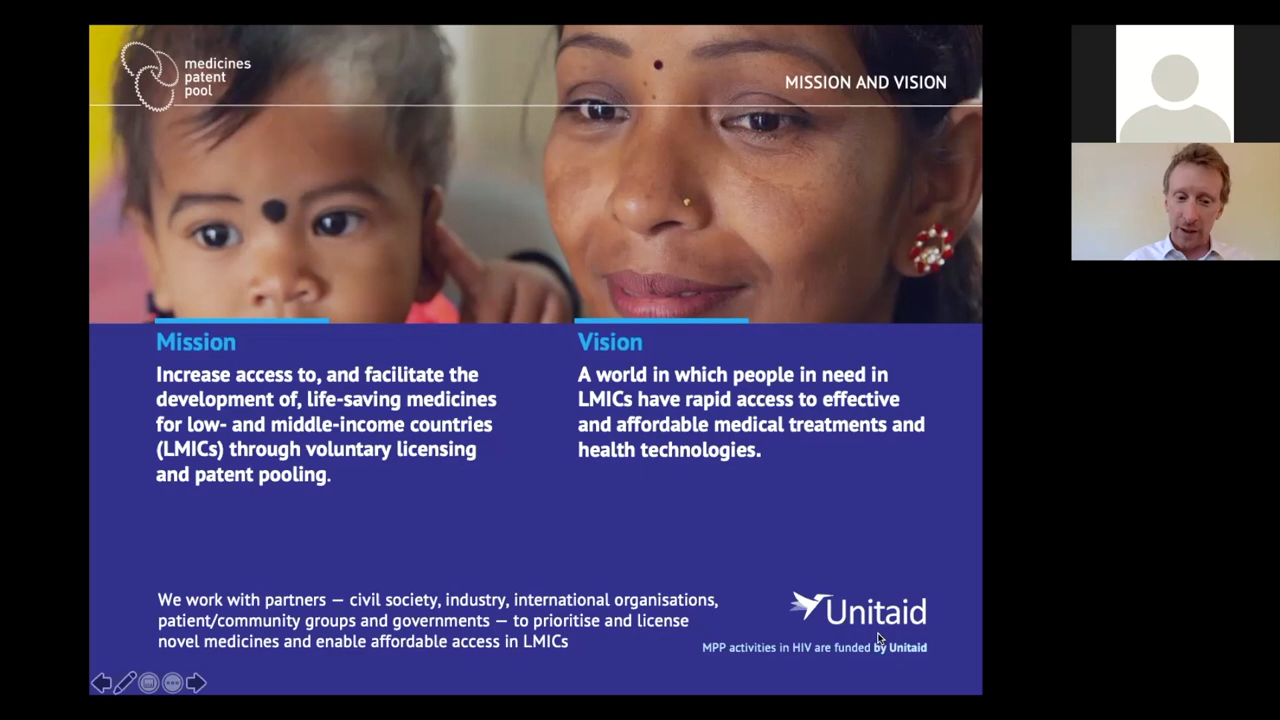 medicines
patent
pool
MISSION AND VISION
Mission
Increase access to, and facilitate the
development of, life-saving medicines
for low- and middle-income countries
(LMICs) through voluntary licensing
and patent pooling.
Vision
A world in which people in need in
LMICs have rapid access to effective
and affordable medical treatments and
health technologies.
We work with partners — civil society, industry, international organisations,
patient/community groups and governments — to prioritise and license
novel medicines and enable affordable access in LMICs
Unitaid
MPP activities in HIV are funded by Unitaid